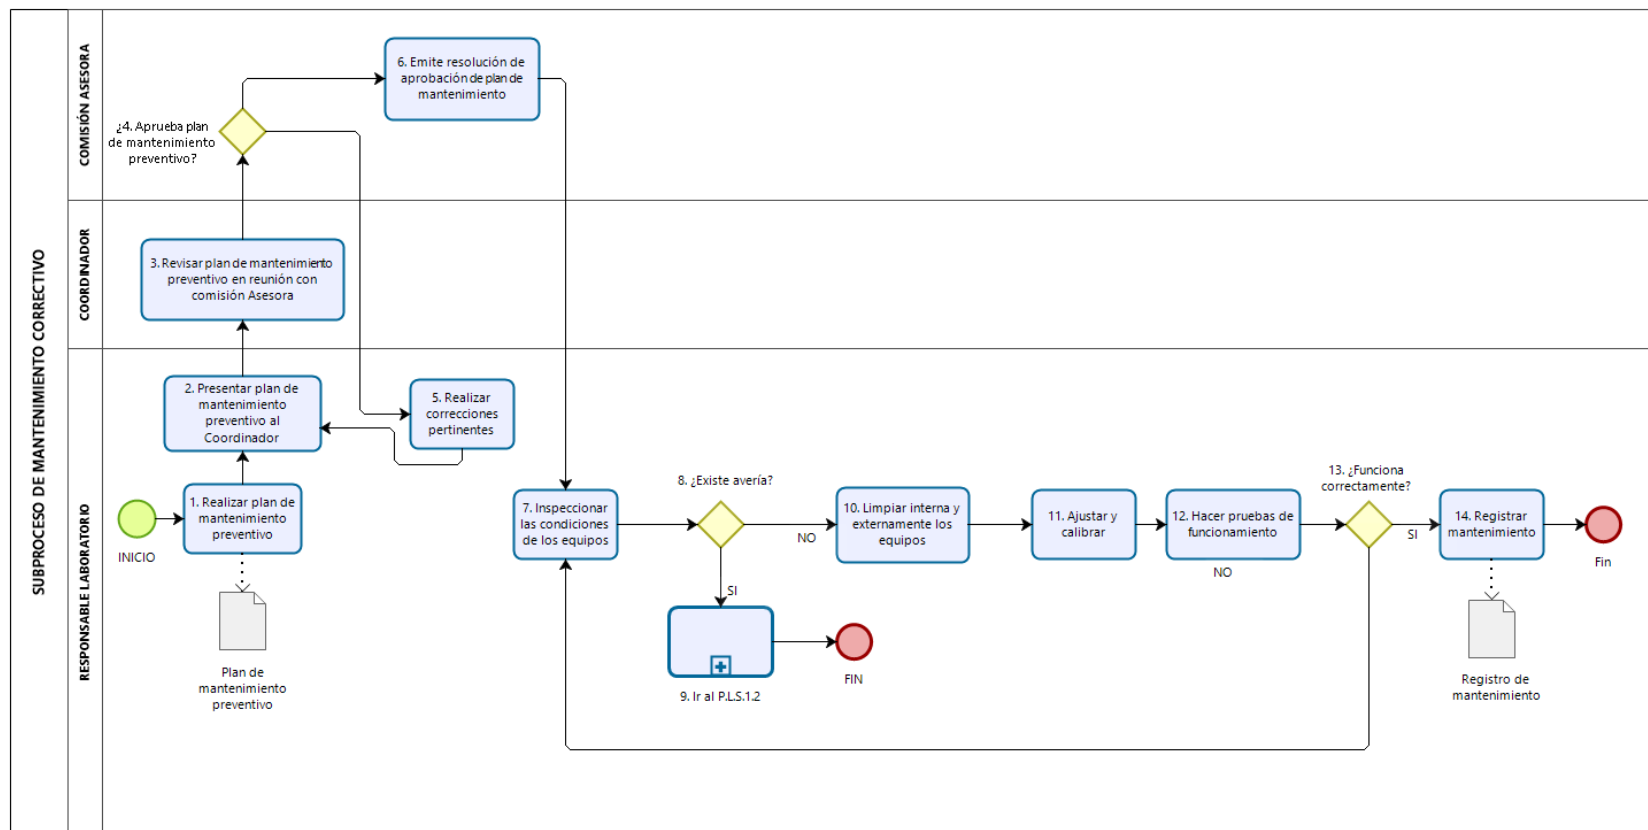 SUBPROCESO DE MANTENIMIENTO CORRECTIVO
COMISIÓN ASESORA
¿4. Aprueba plan
de mantenimiento
preventivo?
6. Emite resolución de
aprobación de plan de
mantenimiento
COORDINADOR
3. Revisar plan de mantenimiento
preventivo en reunión con
comisión Asesora
RESPONSABLE LABORATORIO
2. Presentar plan de
mantenimiento
preventivo al
Coordinador
5. Realizar
correcciones
pertinentes
INICIO
1. Realizar plan de
mantenimiento
preventivo
Plan de
mantenimiento
preventivo
7. Inspeccionar
las condiciones
de los equipos
8. ¿Existe avería?
NO
SI
9. Ir al P.L.S.1.2
FIN
10. Limpiar interna y
externamente los
equipos
11. Ajustar y
calibrar
12. Hacer pruebas de
funcionamiento
NO
13. ¿Funciona
correctamente?
SI
14. Registrar
mantenimiento
Fin
Registro de
mantenimiento